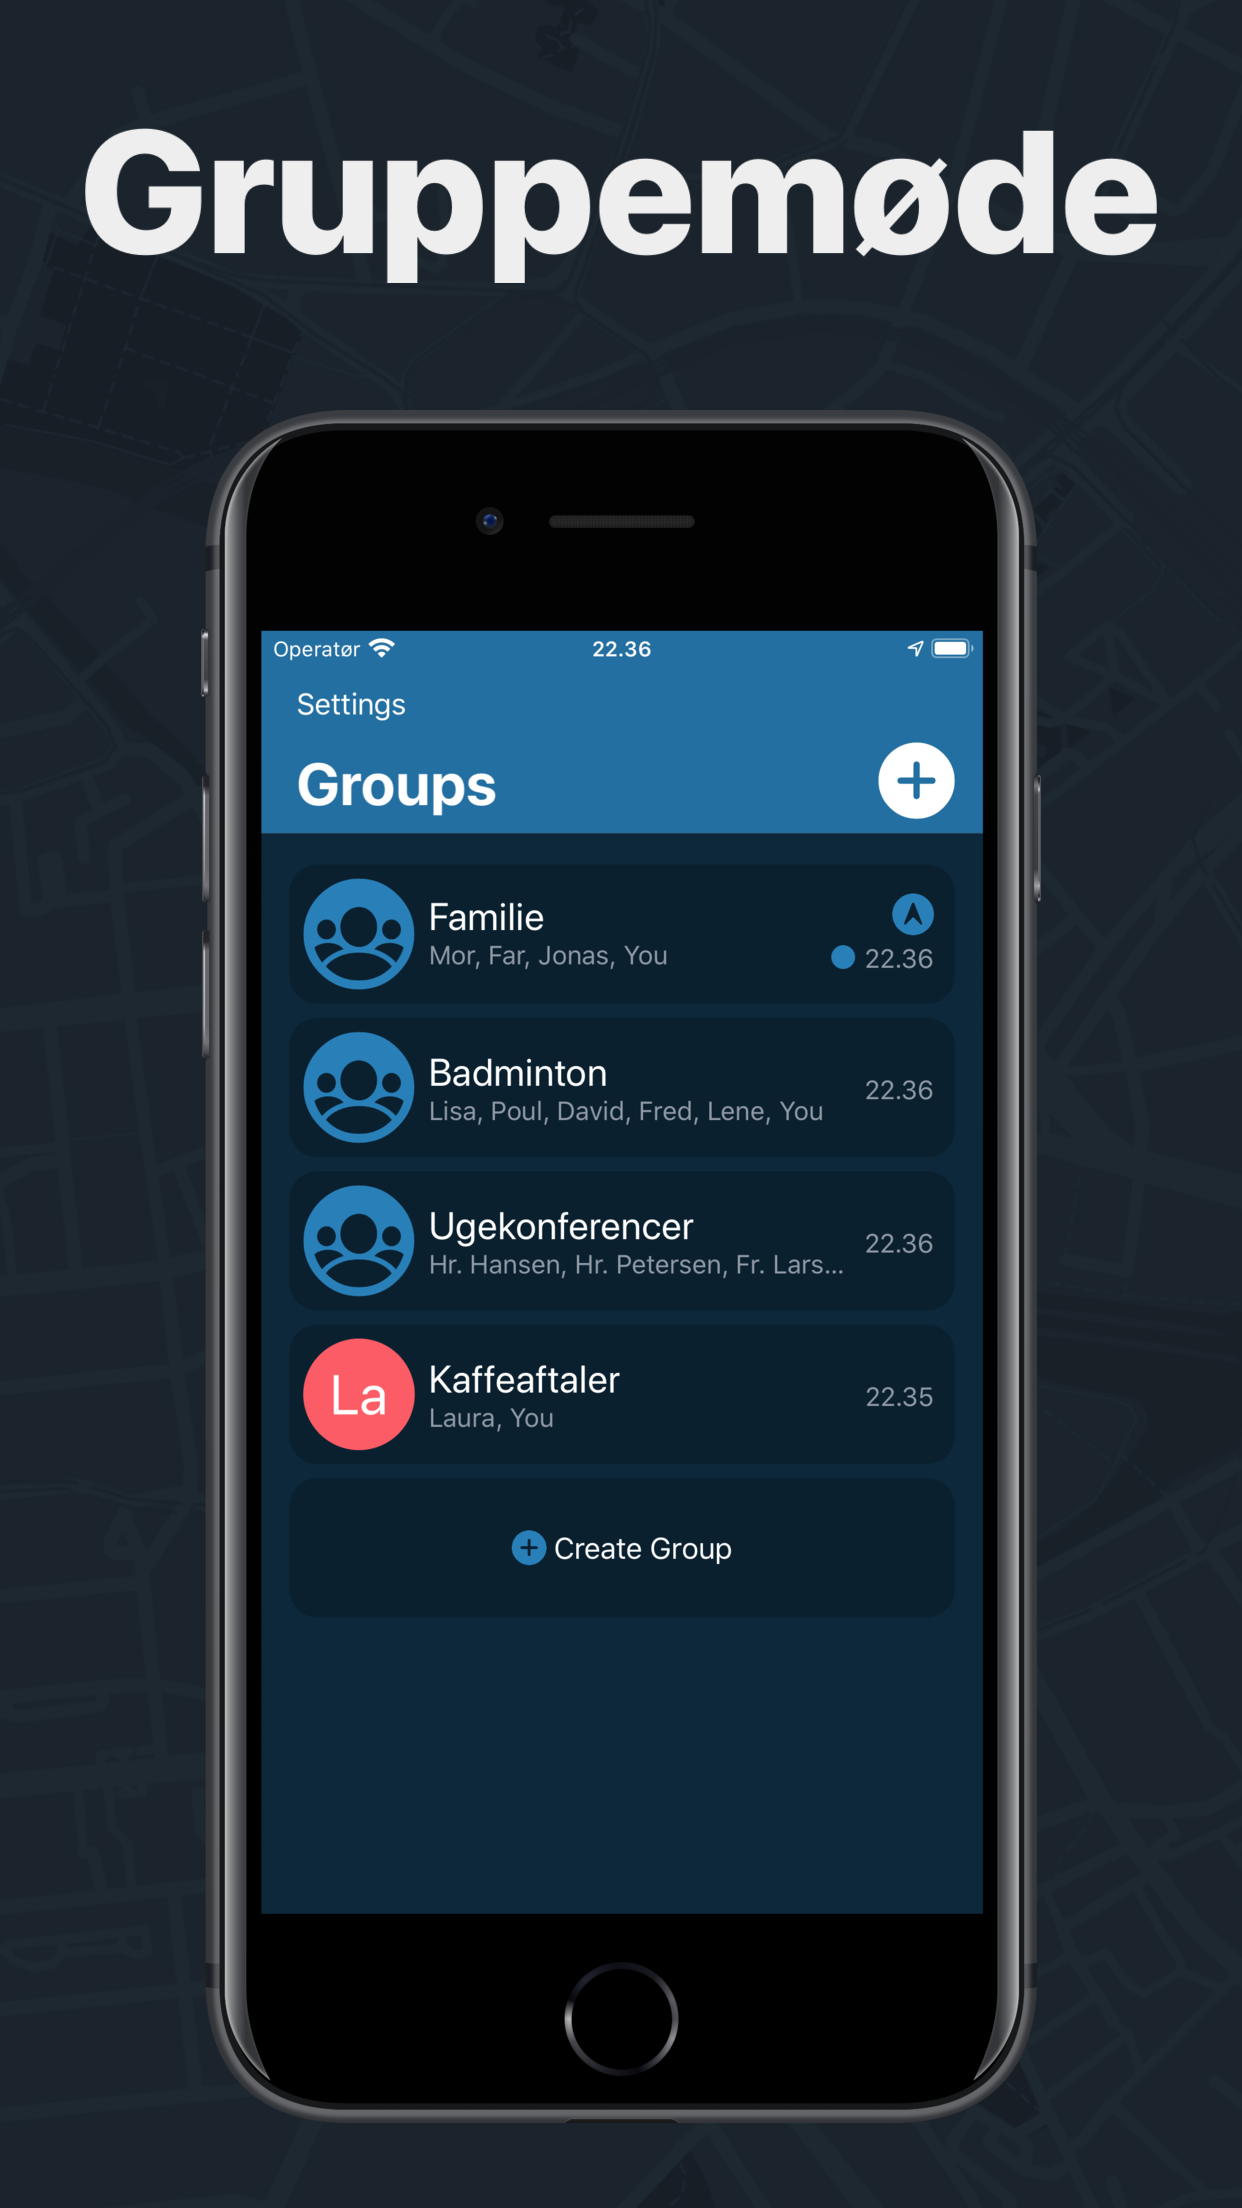 Gruppemøde
Operatør
22.36
Settings
Groups
Familie
Mor, Far, Jonas, You
22.36
Badminton
Lisa, Poul, David, Fred, Lene, You
22.36
Ugekonferencer
Hr. Hansen, Hr. Petersen, Fr. Lars...
22.36
La
Kaffeaftaler
Laura, You
22.35
Create Group